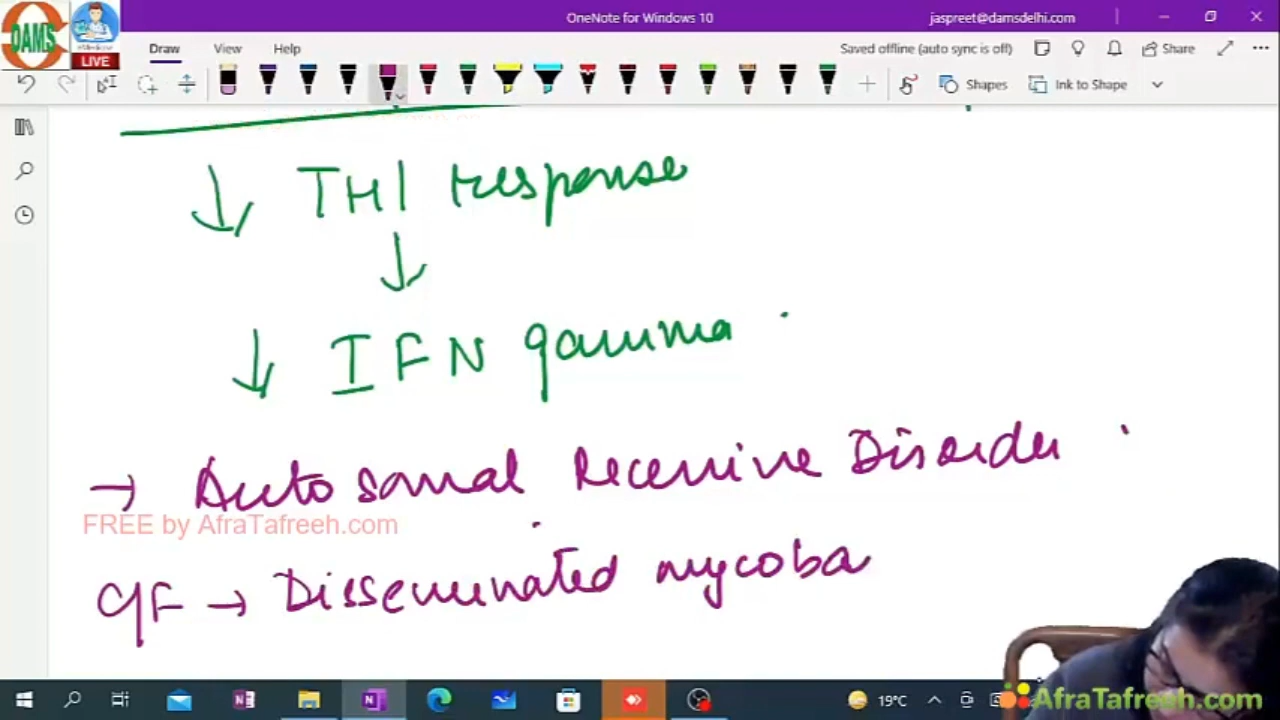 DAMS
eMedicoz
LIVE
OneNote for Windows 10
jaspreet@damsdelhi.com
Draw View Help
Saved offline (auto sync is off)
Share
Shapes
Ink to Shape
↓ TH1 response
↓
↓ IFN gamma
→ Autosomal Recessive Disorder
FREE by AfraTafreeh.com
C/F → Disseminated mycoba
19°C
AfraTafreeh.com